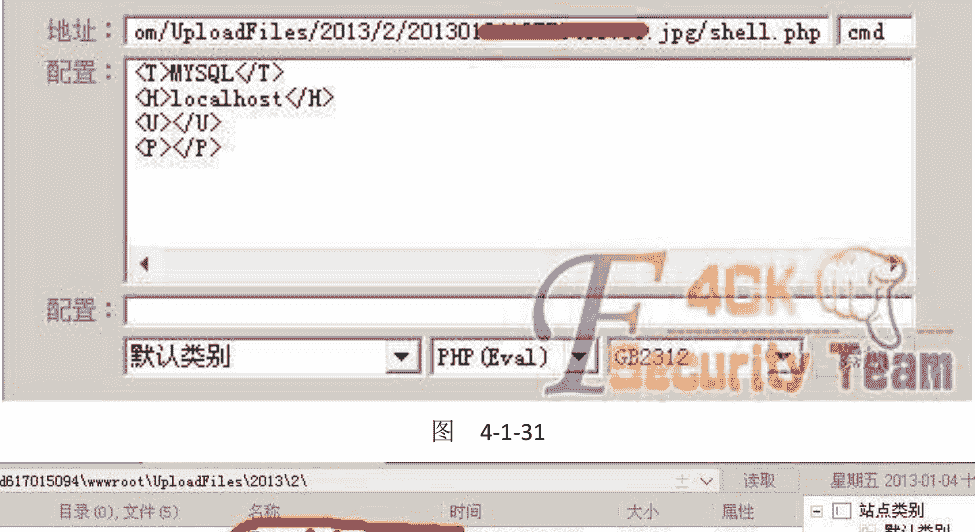 地址：
om/UploadFiles/2013/2/20130
.jpg/shell.php
cmd
配置：
<T>MYSQL</T>
<H>localhost</H>
<U></U>
<P></P>
配置：
默认类别
PHP(Eval)
GB2312
F4CK
Security Team
图 4-1-31
d617015094\wwwroot\UploadFiles\2013\2\
读取
星期五 2013-01-04 十
目录(0),文件(5)
名称
时间
大小
属性
站点类别
默认类别